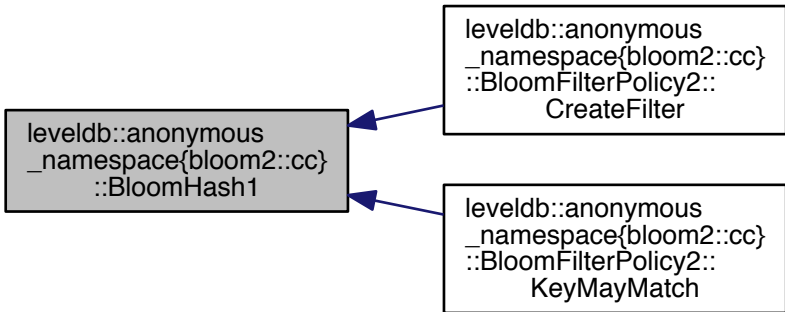 leveldb::anonymous
_namespace{bloom2::cc}
::BloomHash1
leveldb::anonymous
_namespace{bloom2::cc}
::BloomFilterPolicy2::
CreateFilter
leveldb::anonymous
_namespace{bloom2::cc}
::BloomFilterPolicy2::
KeyMayMatch